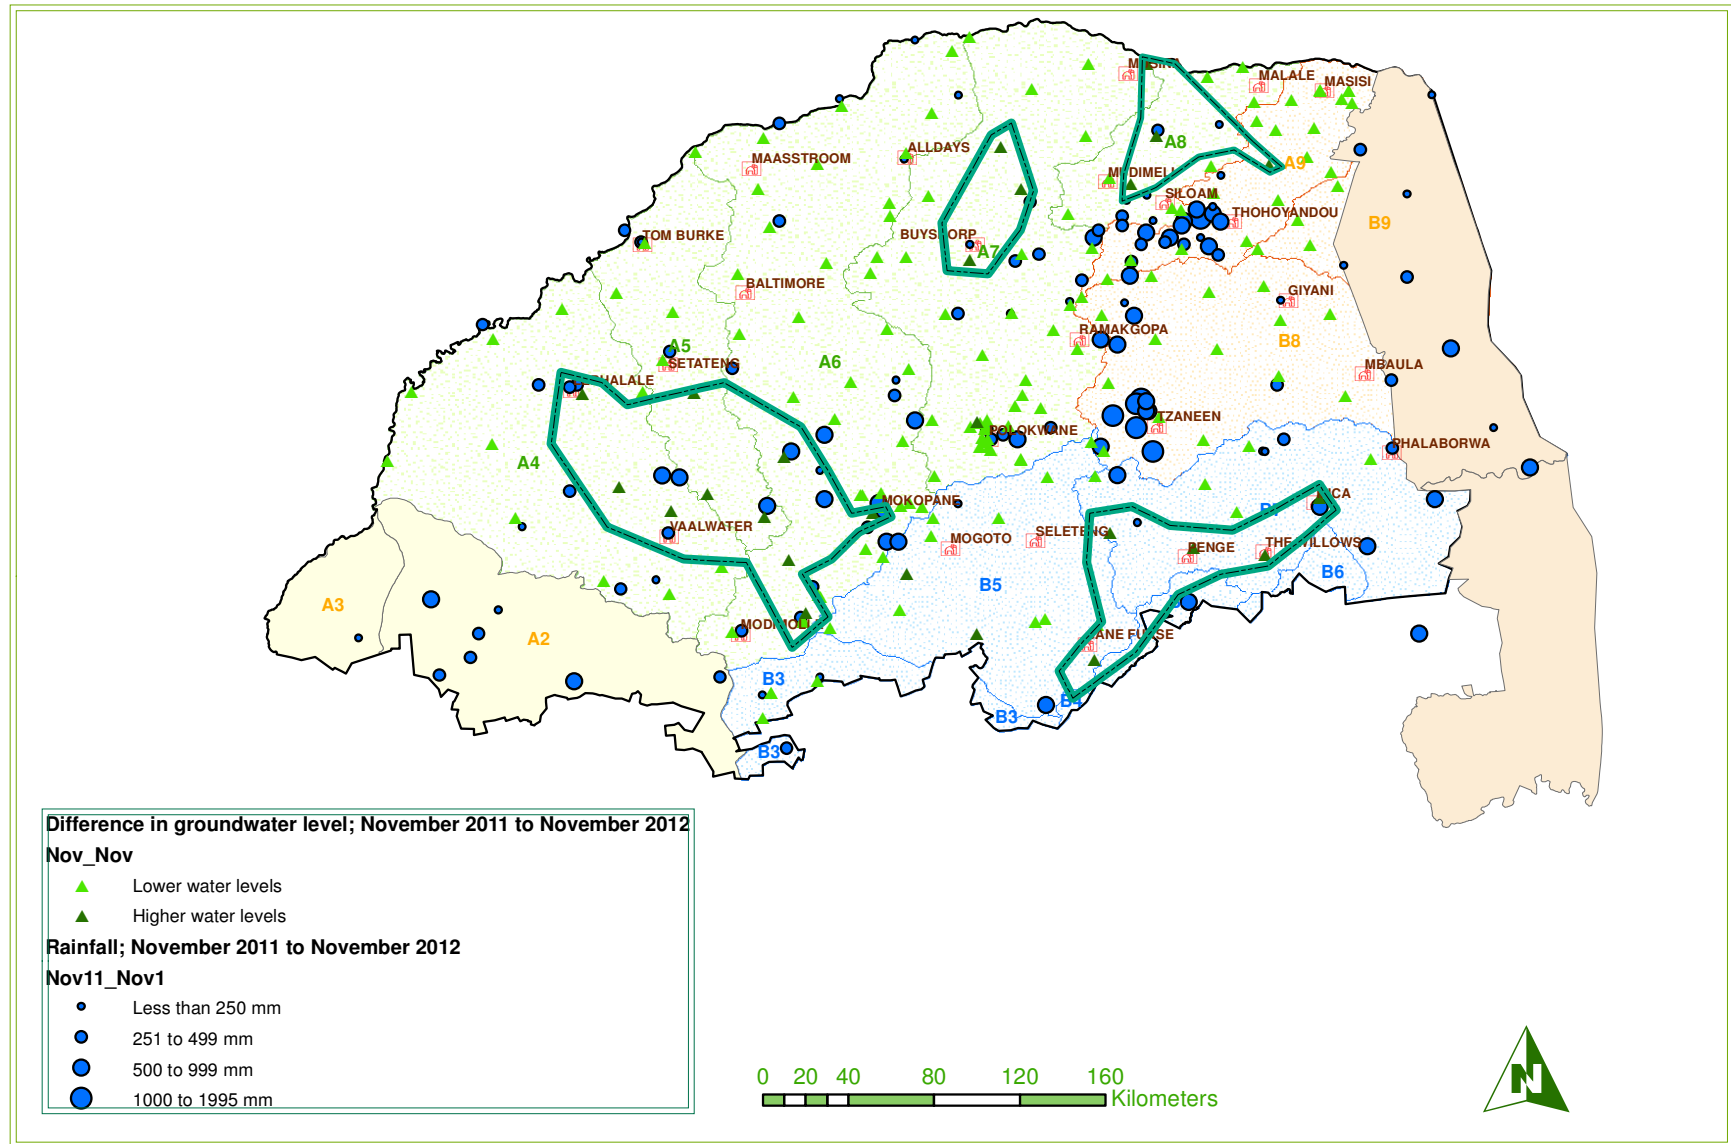 MALALE
MASISI
A8
ALLDAYS
MAASSTROOM
A9
SILOAM
THOHOYANDOU
B9
TOM BURKE
A7
BALTIMORE
GIYANI
RAMAKGOPA
B8
A5
SETATENG
A6
MBAULA
TZANEEN
POLOKWANE
PHALABORWA
A4
MOKOPANE
VAALWATER
MOGOTO
SELETENG
PENGE
THE WILLOWS
B5
B6
A3
A2
B3
B4
B3
B3
Difference in groundwater level; November 2011 to November 2012
Nov_Nov
Lower water levels
Higher water levels
Rainfall; November 2011 to November 2012
Nov11_Nov1
Less than 250 mm
251 to 499 mm
500 to 999 mm
1000 to 1995 mm
0 20 40 80 120 160
Kilometers
N